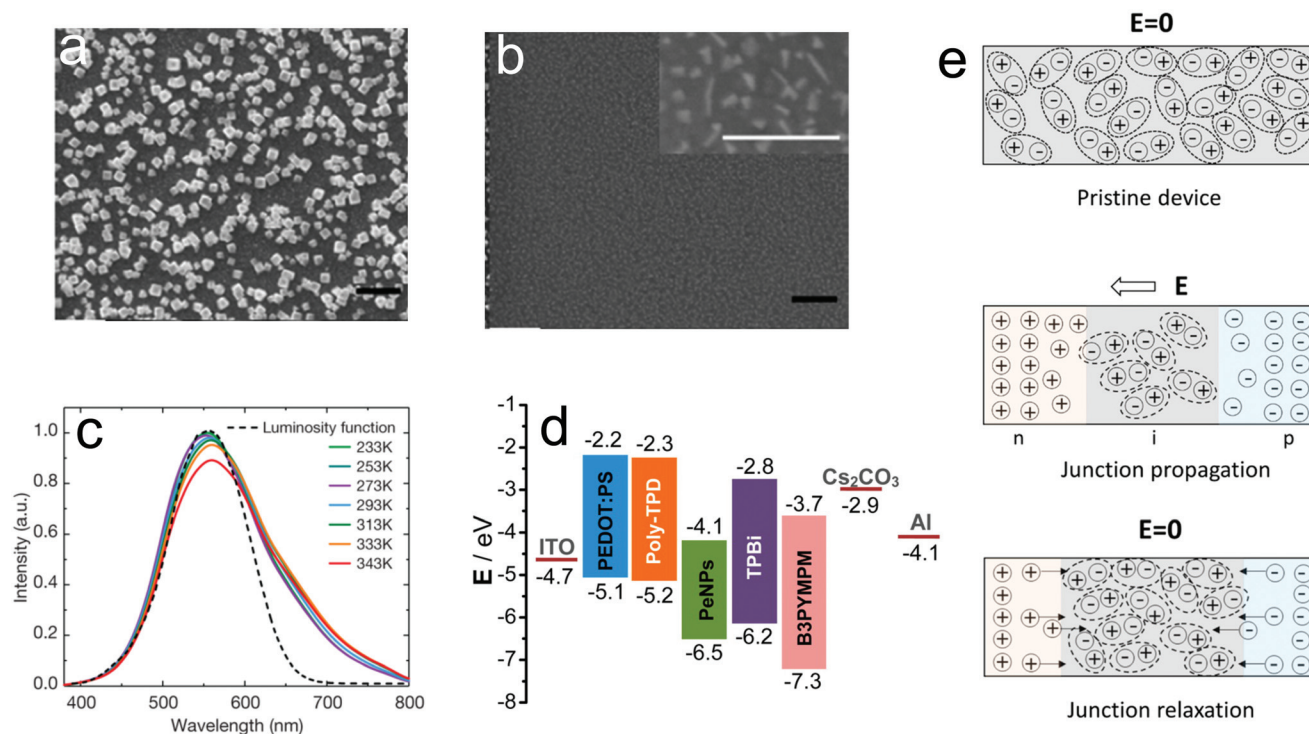 a
b
c
Luminosity function
233K
253K
273K
293K
313K
333K
343K
1.0
0.8
0.6
0.4
0.2
0.0
Intensity (a.u.)
500
600
700
800
Wavelength (nm)
d
E / eV
-1
-2
-3
-4
-5
-6
-7
-8
ITO
-4.7
-2.2
PEDOT:PS
-5.1
-2.3
Poly-TPD
-5.2
-4.1
PeNPs
-6.5
-2.8
TPBi
-6.2
-3.7
B3PYMPM
-7.3
Cs₂CO₃
-2.9
Al
-4.1
e
E=0
Pristine device
E
n i p
Junction propagation
E=0
Junction relaxation